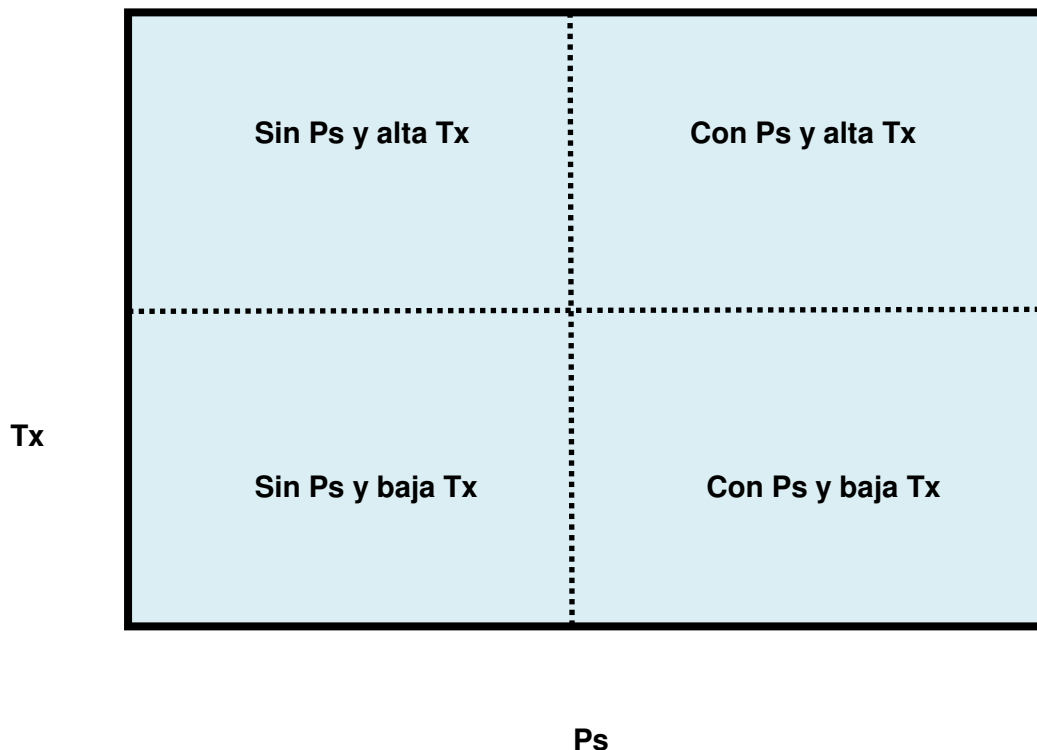 Sin Ps y alta Tx
Con Ps y alta Tx
Tx
Sin Ps y baja Tx
Con Ps y baja Tx
Ps